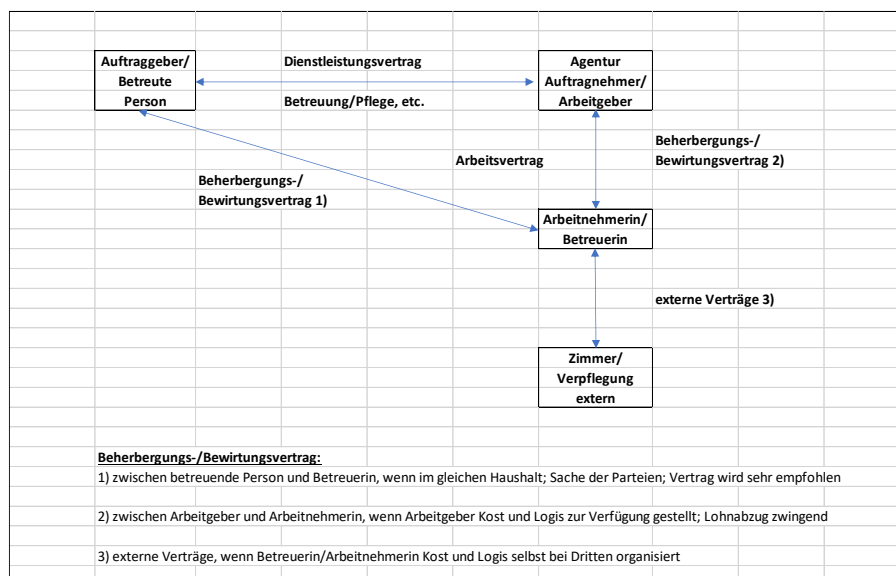 Auftraggeber/
Betreute
Person
Dienstleistungsvertrag
Betreuung/Pflege, etc.
Agentur
Auftragnehmer/
Arbeitgeber
Arbeitsvertrag
Beherbergungs-/
Bewirtungsvertrag 2)
Beherbergungs-/
Bewirtungsvertrag 1)
Arbeitnehmerin/
Betreuerin
externe Verträge 3)
Zimmer/
Verpflegung
extern
Beherbergungs-/Bewirtungsvertrag:
1) zwischen betreuende Person und Betreuerin, wenn im gleichen Haushalt; Sache der Parteien; Vertrag wird sehr empfohlen
2) zwischen Arbeitgeber und Arbeitnehmerin, wenn Arbeitgeber Kost und Logis zur Verfügung gestellt; Lohnabzug zwingend
3) externe Verträge, wenn Betreuerin/Arbeitnehmerin Kost und Logis selbst bei Dritten organisiert